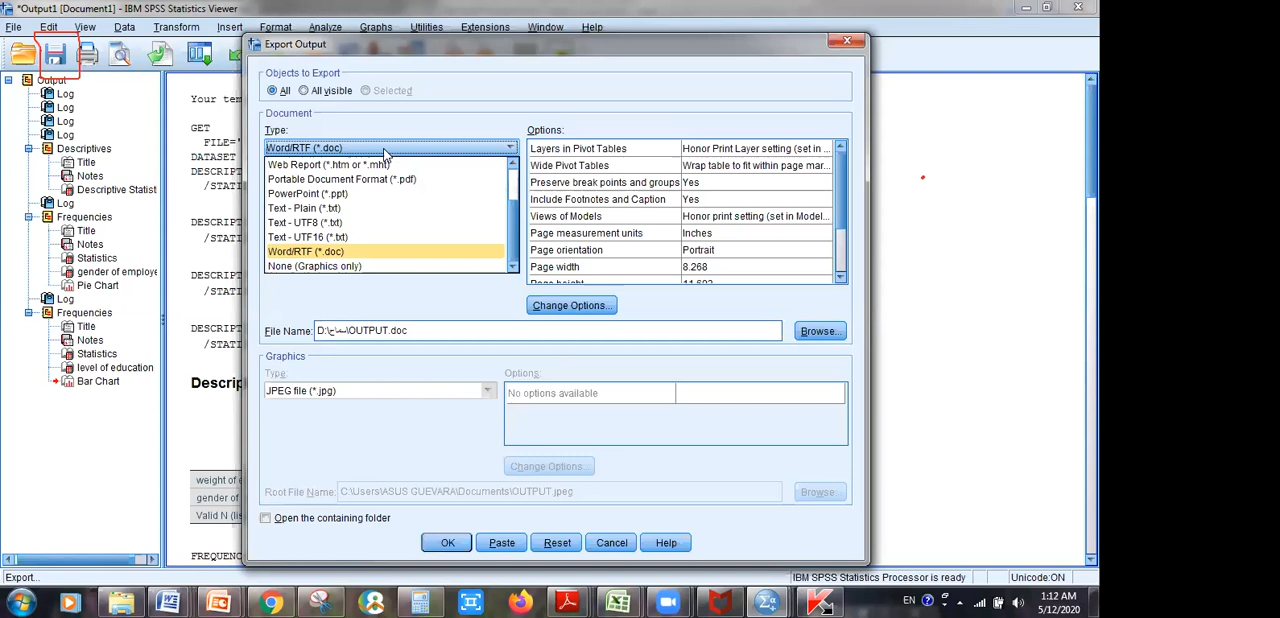 *Output1 [Document1] - IBM SPSS Statistics Viewer
File Edit View Data Transform Insert Format Analyze Graphs Utilities Extensions Window Help
Output
Log
Log
Log
Log
Descriptives
Title
Notes
Descriptive Statist
Log
Frequencies
Title
Notes
Statistics
gender of employe
Pie Chart
Log
Frequencies
Title
Notes
Statistics
level of education
Bar Chart
Your tem
GET
FILE='
DATASET
DESCRI
/STATI
DESCRI
/STATI
DESCRI
/STATI
DESCRI
/STATI
Descrip
weight of e
gender of
Valid N (lis
FREQUENC
Export Output
Objects to Export
All All visible Selected
Document
Type:
Word/RTF (*.doc)
Web Report (*.htm or *.mht)
Portable Document Format (*.pdf)
PowerPoint (*.ppt)
Text - Plain (*.txt)
Text - UTF8 (*.txt)
Text - UTF16 (*.txt)
Word/RTF (*.doc)
None (Graphics only)
Options:
Layers in Pivot Tables Honor Print Layer setting (set in ...
Wide Pivot Tables Wrap table to fit within page mar...
Preserve break points and groups Yes
Include Footnotes and Caption Yes
Views of Models Honor print setting (set in Model...
Page measurement units Inches
Page orientation Portrait
Page width 8.268
Page height 11.693
Change Options...
File Name: D:\سماح\OUTPUT.doc Browse...
Graphics
Type:
JPEG file (*.jpg)
Options:
No options available
Change Options...
Root File Name: C:\Users\ASUS GUEVARA\Documents\OUTPUT.jpeg Browse...
Open the containing folder
OK Paste Reset Cancel Help
Export... IBM SPSS Statistics Processor is ready Unicode:ON
EN
1:12 AM
5/12/2020